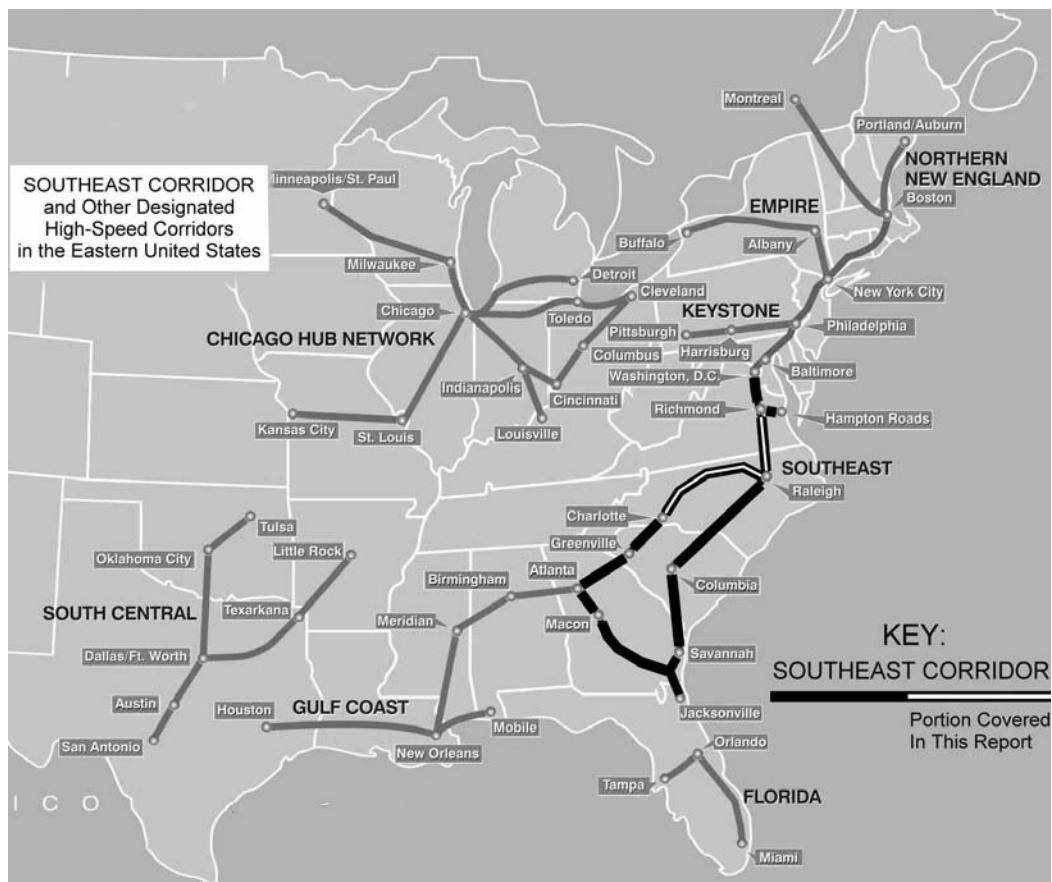 Montreal
Portland/Auburn
NORTHERN
NEW ENGLAND
Boston
SOUTHEAST CORRIDOR
and Other Designated
High-Speed Corridors
in the Eastern United States
Minneapolis/St. Paul
EMPIRE
Buffalo
Albany
Milwaukee
Detroit
Cleveland
New York City
Chicago
Toledo
KEYSTONE
CHICAGO HUB NETWORK
Pittsburgh
Philadelphia
Harrisburg
Columbus
Washington, D.C.
Baltimore
Indianapolis
Cincinnati
Richmond
Hampton Roads
Kansas City
St. Louis
Louisville
SOUTHEAST
Raleigh
Charlotte
Tulsa
Oklahoma City
Little Rock
Greenville
Atlanta
Birmingham
Columbia
SOUTH CENTRAL
Texarkana
Meridian
Macon
KEY:
SOUTHEAST CORRIDOR
Savannah
Dallas/Ft. Worth
Austin
Houston
GULF COAST
Jacksonville
Portion Covered
In This Report
Mobile
San Antonio
New Orleans
Orlando
Tampa
FLORIDA
I C O
Miami